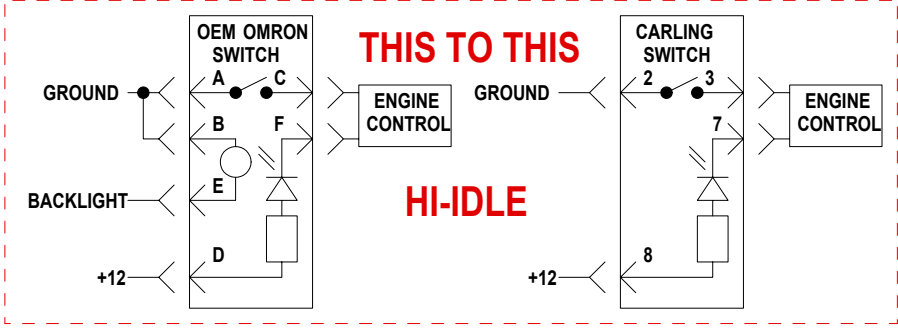 OEM OMRON
SWITCH
THIS TO THIS
CARLING
SWITCH
A C
2 3
GROUND
ENGINE
CONTROL
GROUND
ENGINE
CONTROL
B F
7
E
BACKLIGHT
HI-IDLE
D
8
+12
+12